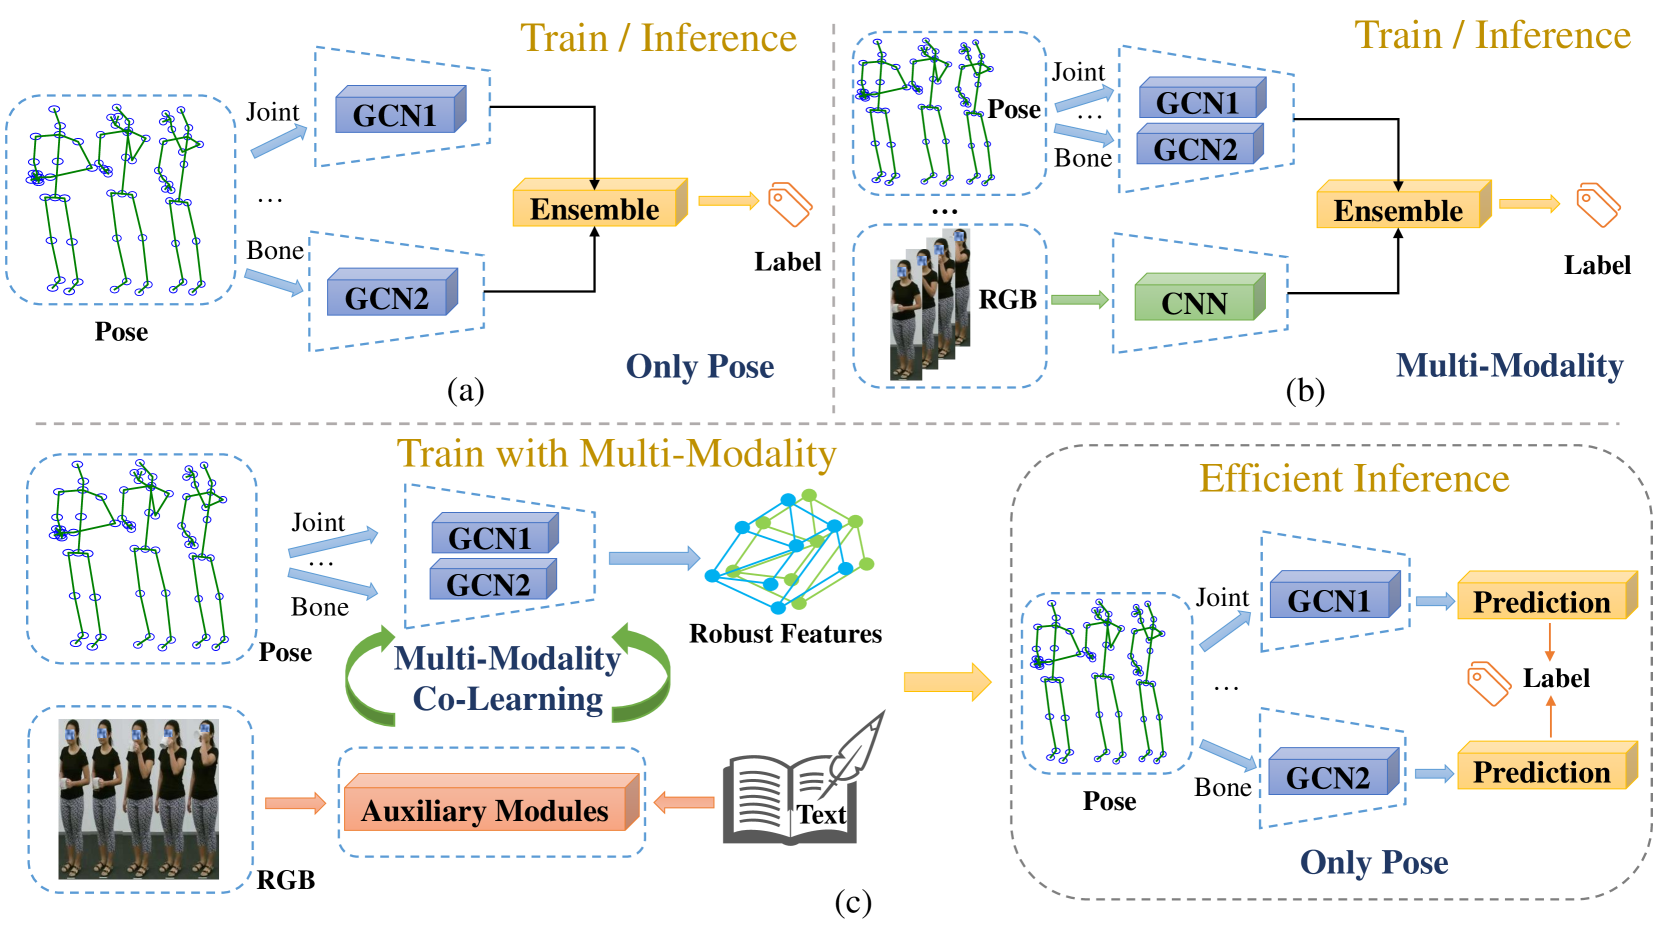 Train / Inference
Joint
GCN1
...
Ensemble
Label
Bone
GCN2
Pose
Only Pose
(a)
Train / Inference
Joint
Pose
...
Bone
GCN1
GCN2
...
Ensemble
Label
RGB
CNN
Multi-Modality
(b)
Train with Multi-Modality
Joint
...
Bone
GCN1
GCN2
Pose
Robust Features
Multi-Modality
Co-Learning
RGB
Auxiliary Modules
Text
Efficient Inference
Joint
GCN1
Prediction
...
Label
Bone
GCN2
Prediction
Pose
Only Pose
(c)